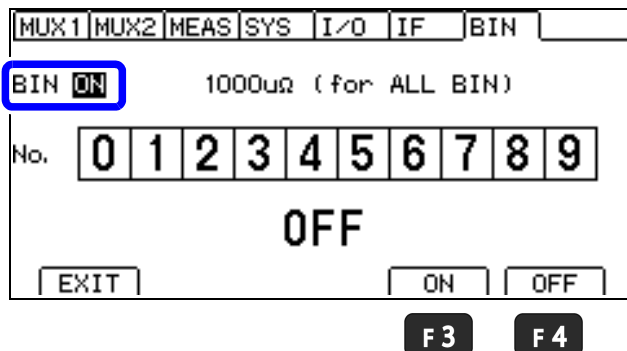 MUX1 MUX2 MEAS SYS I/O IF BIN
BIN ON 1000uΩ (for ALL BIN)
No. 0 1 2 3 4 5 6 7 8 9
OFF
EXIT ON OFF
F3 F4